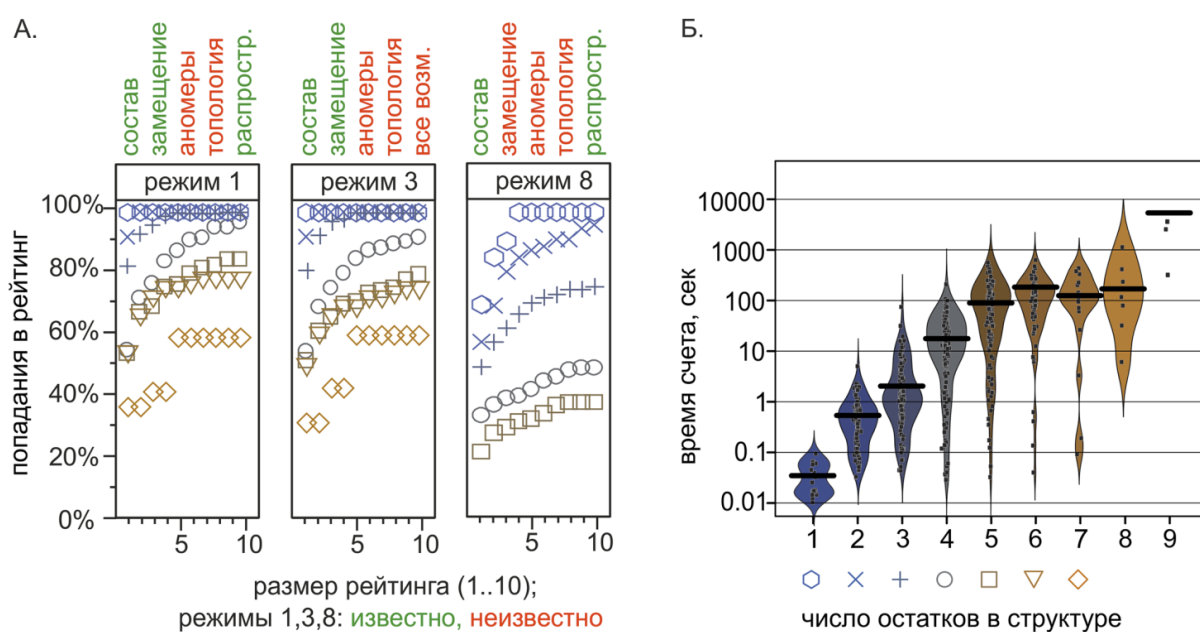 А.
Б.
состав
замещение
аномеры
топология
распростр.
состав
замещение
аномеры
топология
все возм.
состав
замещение
аномеры
топология
распростр.
режим 1
режим 3
режим 8
попадания в рейтинг
100%
80%
60%
40%
20%
0%
5 10
5 10
5 10
размер рейтинга (1..10);
режимы 1,3,8: известно, неизвестно
время счета, сек
10000
1000
100
10
1
0.1
0.01
1 2 3 4 5 6 7 8 9
число остатков в структуре